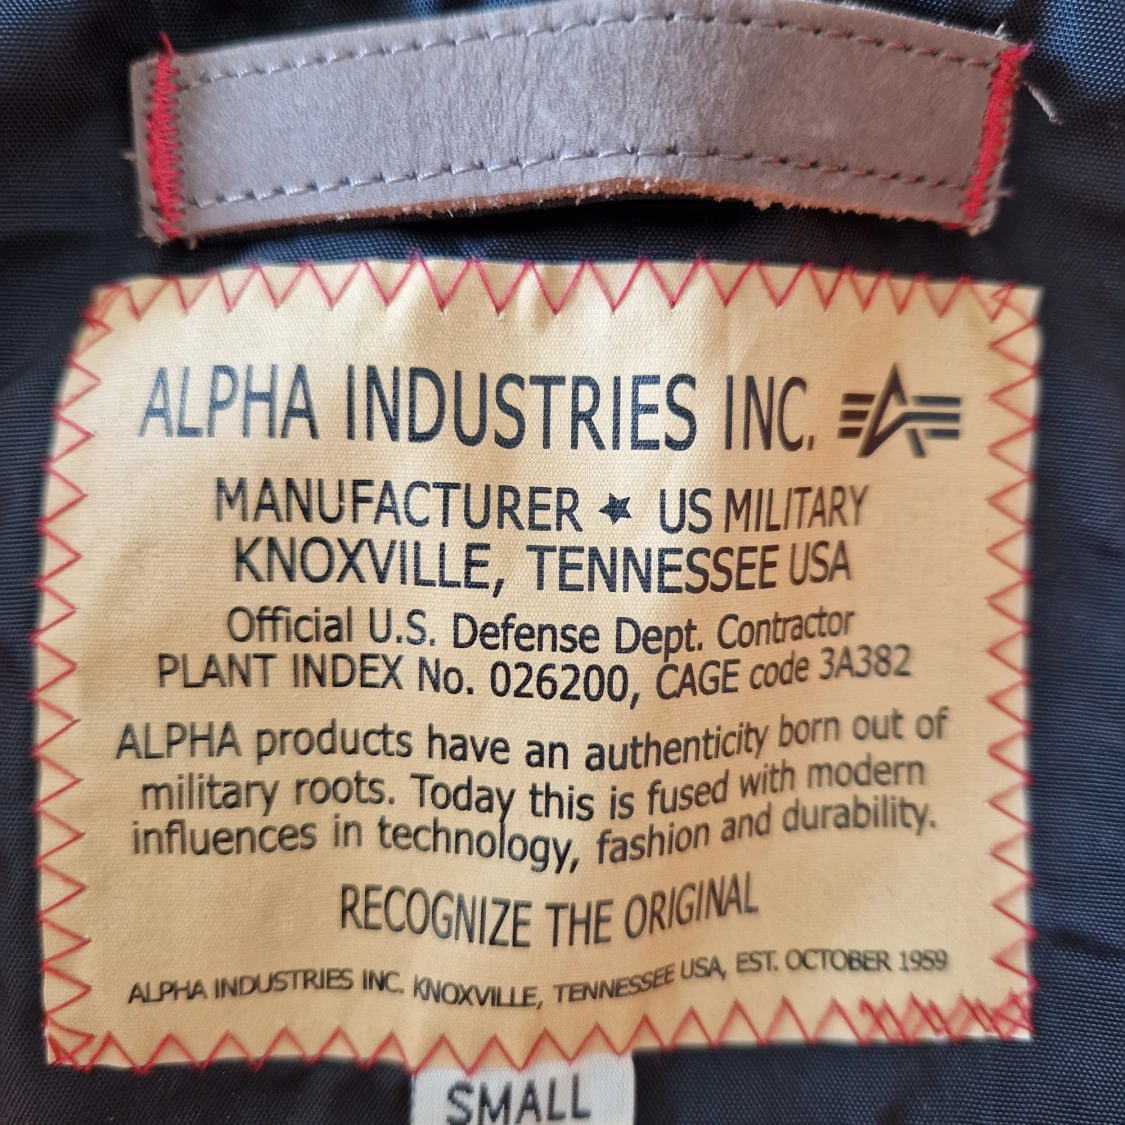 ALPHA INDUSTRIES INC.
MANUFACTURER ★ US MILITARY
KNOXVILLE, TENNESSEE USA
Official U.S. Defense Dept. Contractor
PLANT INDEX No. 026200, CAGE code 3A382
ALPHA products have an authenticity born out of
military roots. Today this is fused with modern
influences in technology, fashion and durability.
RECOGNIZE THE ORIGINAL
ALPHA INDUSTRIES INC. KNOXVILLE, TENNESSEE USA, EST. OCTOBER 1959
SMALL